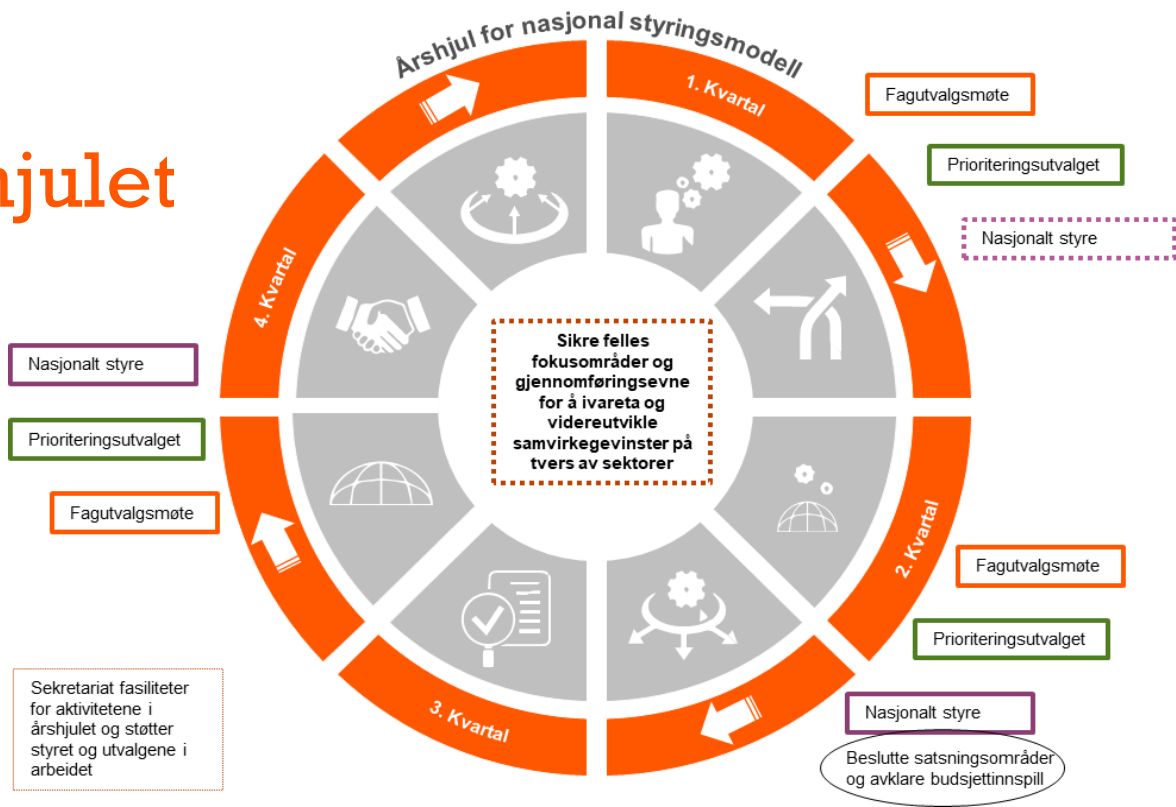 Årshjul for nasjonal styringsmodell
hjulet
1. Kvartal
Fagutvalgsmøte
Prioriteringsutvalget
Nasjonalt styre
2. Kvartal
Fagutvalgsmøte
Prioriteringsutvalget
Nasjonalt styre
Beslutte satsningsområder
og avklare budsjettinnspill
3. Kvartal
Fagutvalgsmøte
Prioriteringsutvalget
Nasjonalt styre
4. Kvartal
Sikre felles
fokusområder og
gjennomføringsevne
for å ivareta og
videreutvikle
samvirkegevinster på
tvers av sektorer
Sekretariat fasiliteter
for aktivitetene i
årshjulet og støtter
styret og utvalgene i
arbeidet